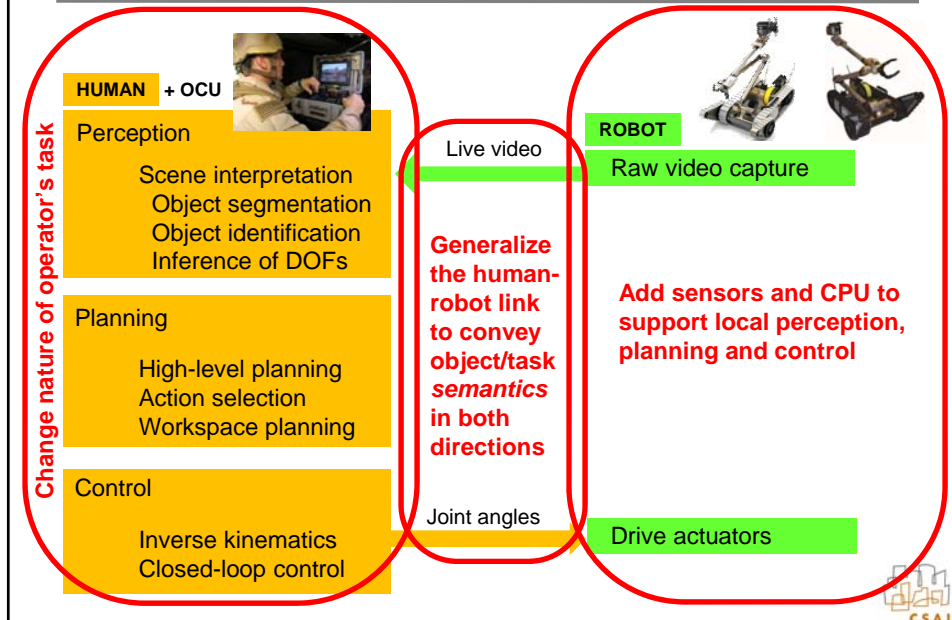 Change nature of operator's task
HUMAN + OCU
Perception
Scene interpretation
Object segmentation
Object identification
Inference of DOFs
Planning
High-level planning
Action selection
Workspace planning
Control
Inverse kinematics
Closed-loop control
Live video
Generalize
the human-
robot link
to convey
object/task
semantics
in both
directions
Joint angles
ROBOT
Raw video capture
Add sensors and CPU to
support local perception,
planning and control
Drive actuators